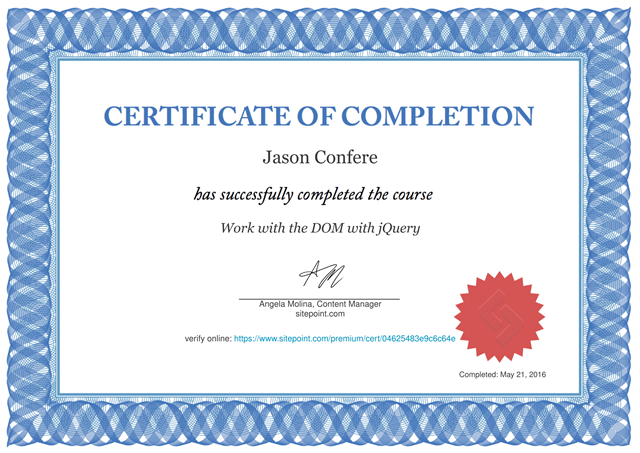 CERTIFICATE OF COMPLETION
Jason Confere
has successfully completed the course
Work with the DOM with jQuery
AM
Angela Molina, Content Manager
sitepoint.com
verify online: https://www.sitepoint.com/premium/cert/04625483e9c6c64e
Completed: May 21, 2016